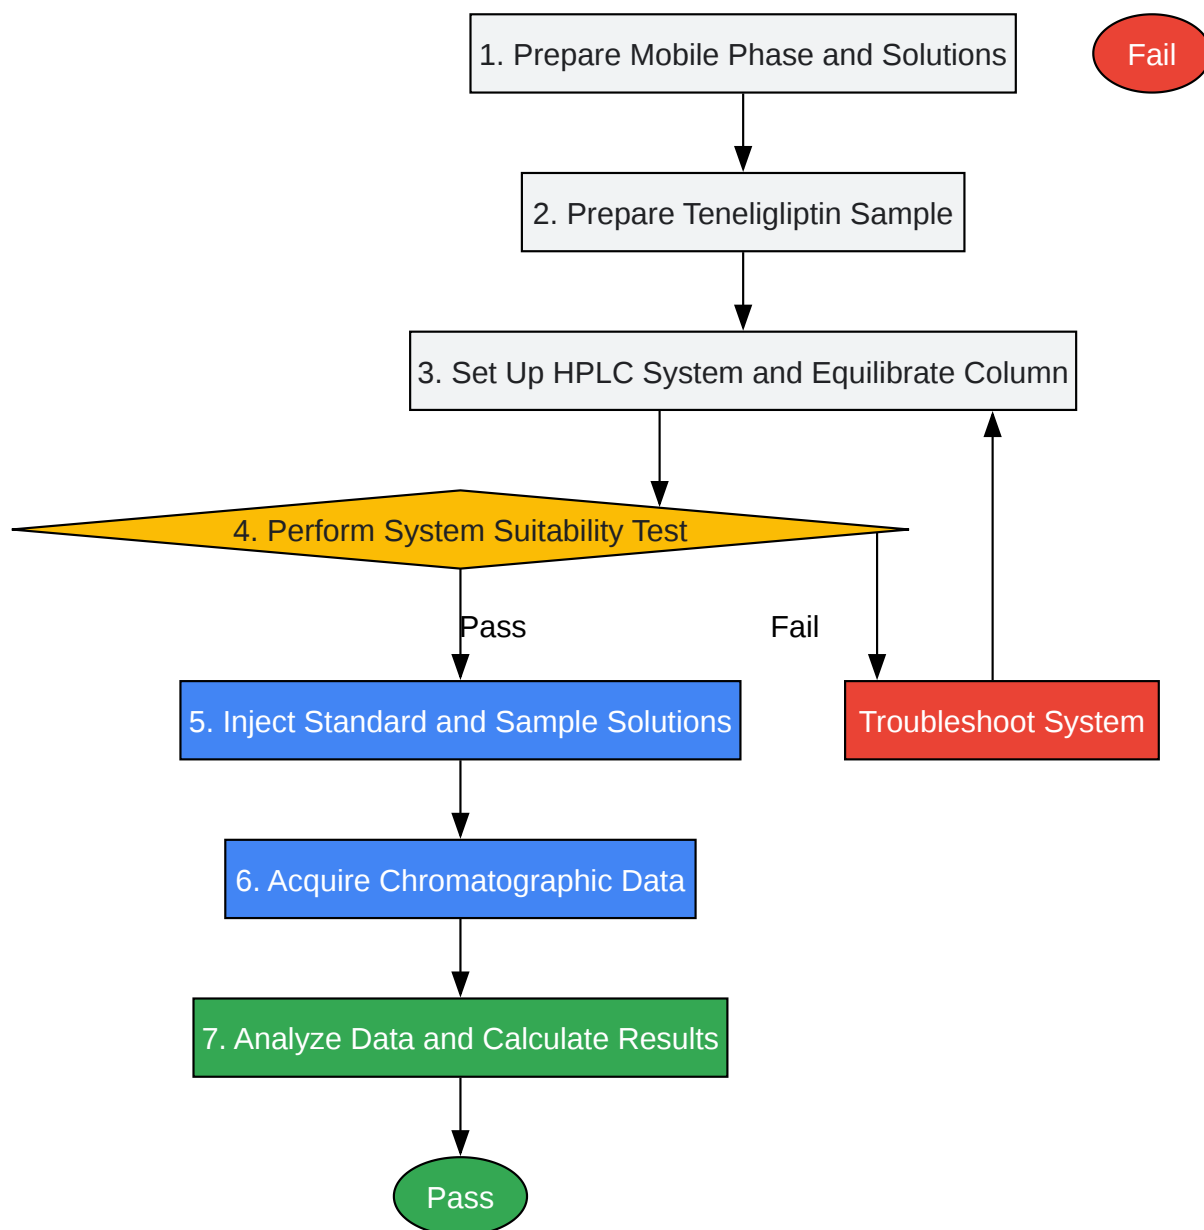 1. Prepare Mobile Phase and Solutions
Fail
2. Prepare Teneligliptin Sample
3. Set Up HPLC System and Equilibrate Column
4. Perform System Suitability Test
Pass
Fail
5. Inject Standard and Sample Solutions
Troubleshoot System
6. Acquire Chromatographic Data
7. Analyze Data and Calculate Results
Pass